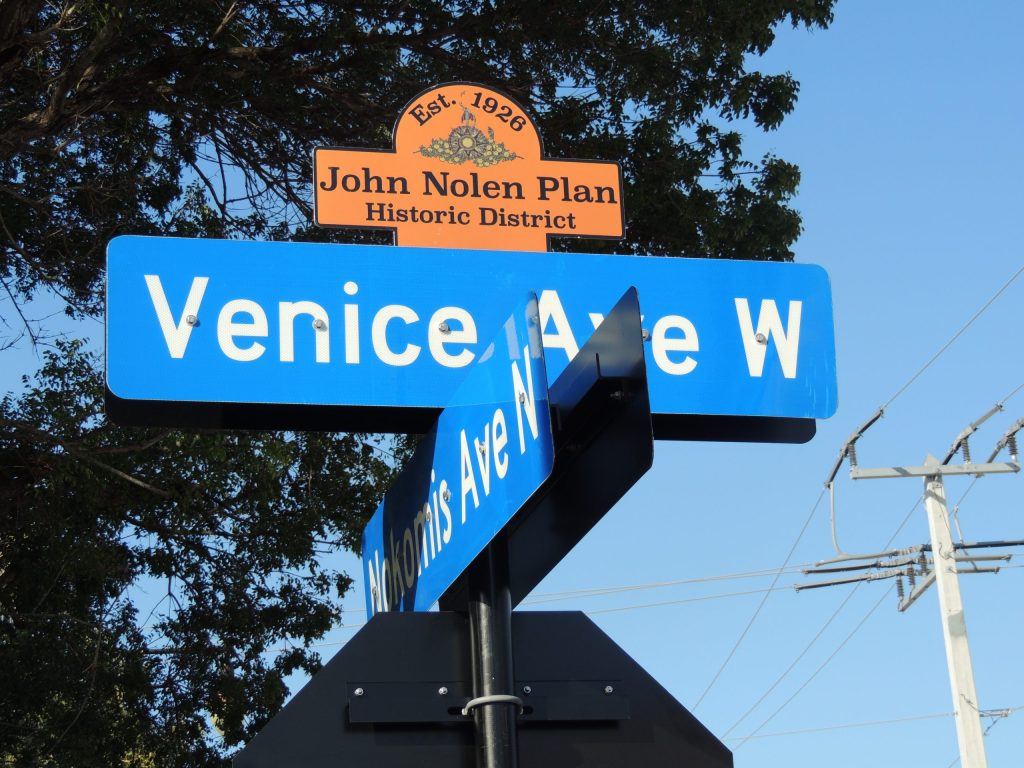 Est. 1926
John Nolen Plan
Historic District
Venice Ave W
Nokomis Ave N